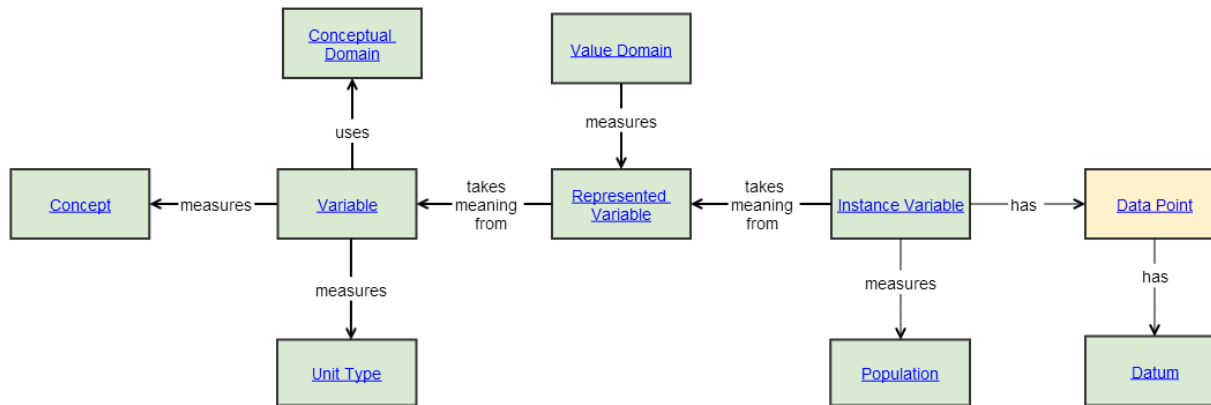 Conceptual
Domain
Value Domain
uses
measures
Concept
measures
Variable
takes
meaning
from
Represented
Variable
takes
meaning
from
Instance Variable
has
Data Point
measures
measures
has
Unit Type
Population
Datum